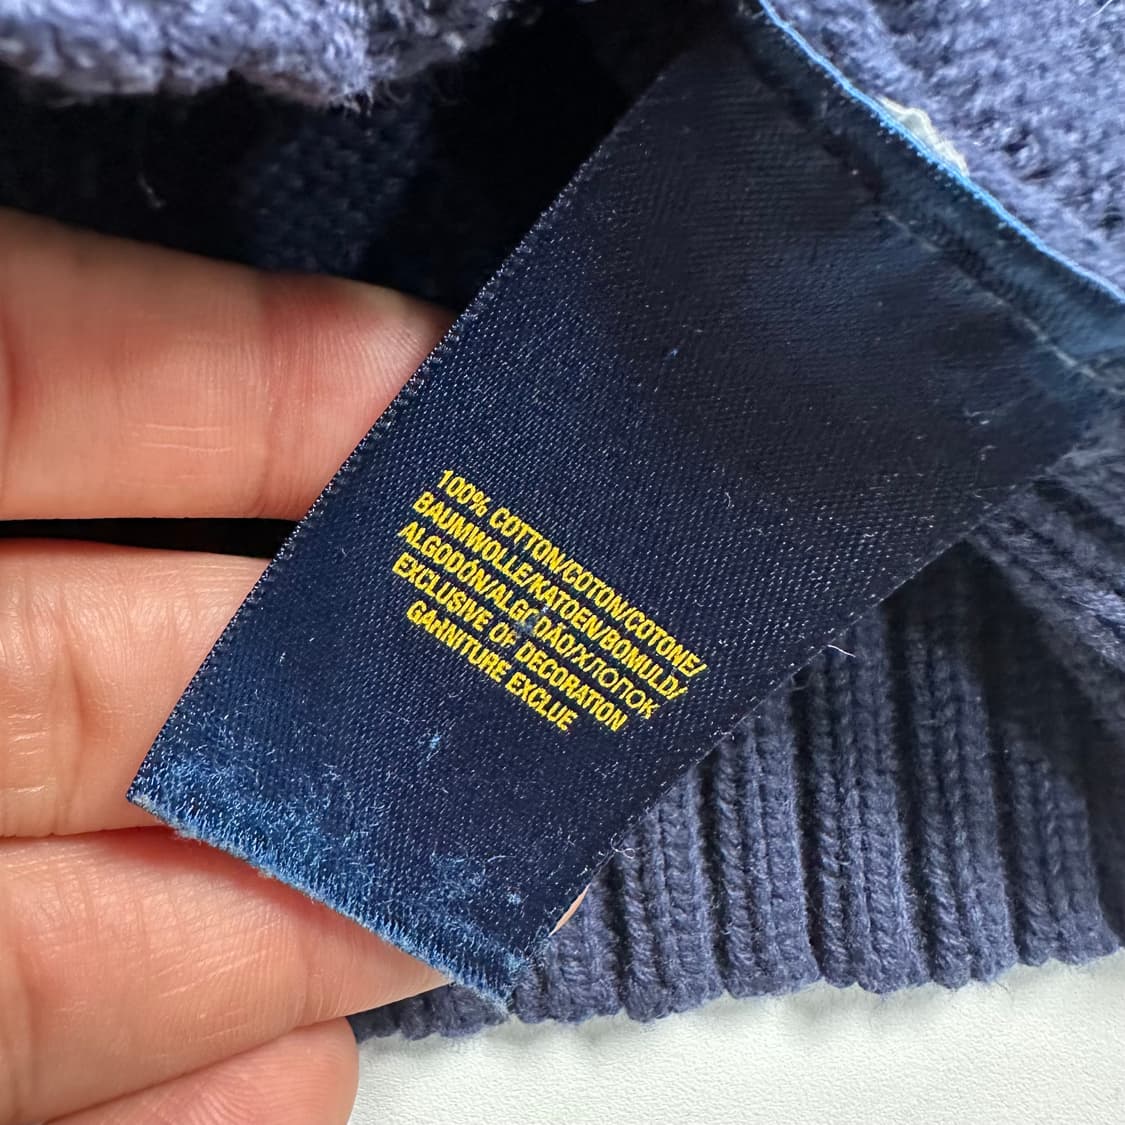 100% COTTON/COTON/COTONE/
BAUMWOLLE/KATOEN/BOMULD/
ALGODÓN/ALGODÃO/ХЛОПОК
EXCLUSIVE OF DECORATION
GARNITURE EXCLUE